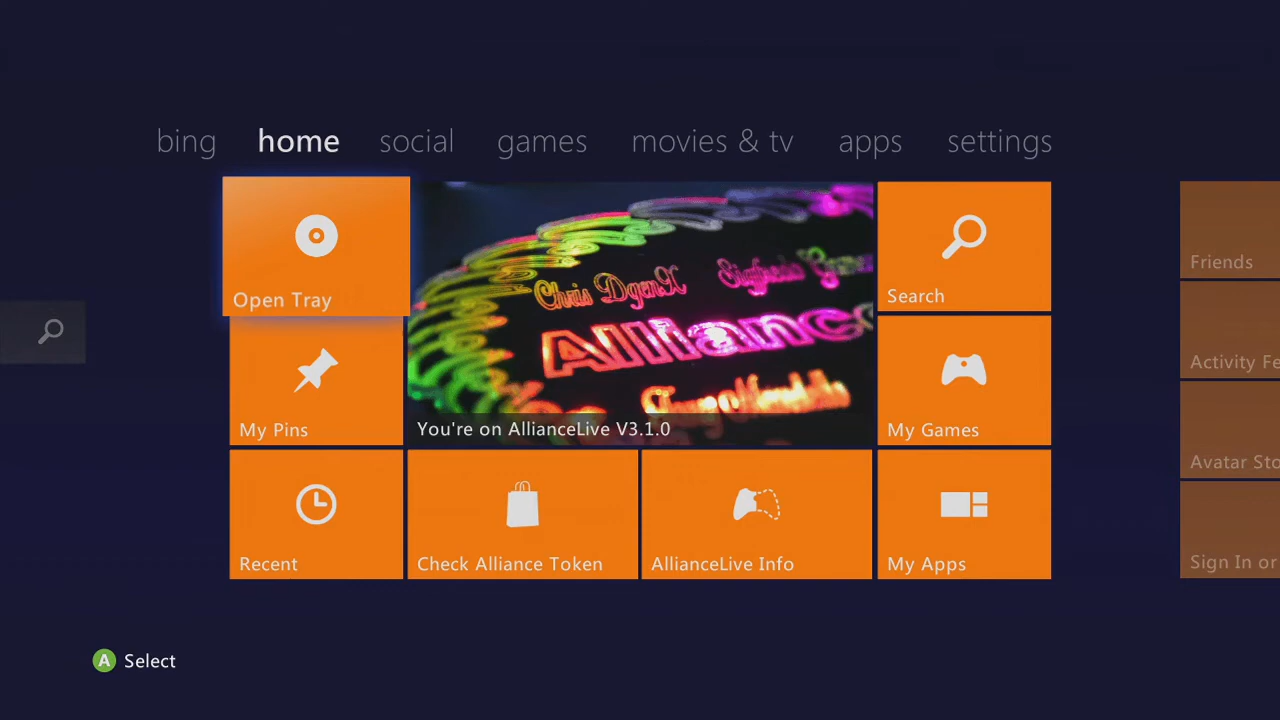 bing home social games movies & tv apps settings
Open Tray
Chris DgenX
Alliance
You're on AllianceLive V3.1.0
Search
Friends
My Pins
My Games
Activity Fe
Avatar Sto
Recent
Check Alliance Token
AllianceLive Info
My Apps
Sign In or
A Select